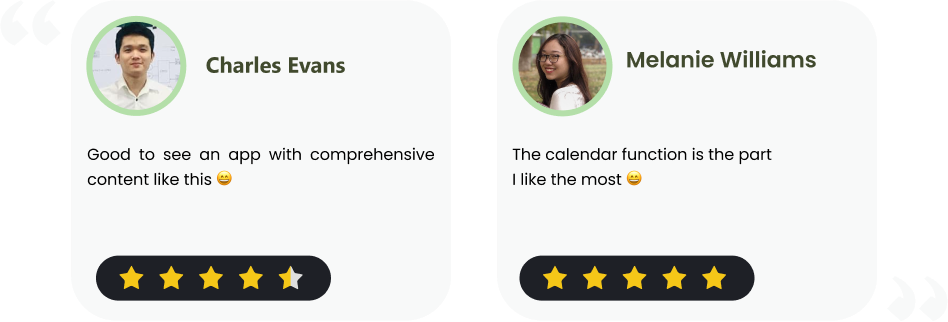 Charles Evans
Good to see an app with comprehensive
content like this 😄
Melanie Williams
The calendar function is the part
I like the most 😄